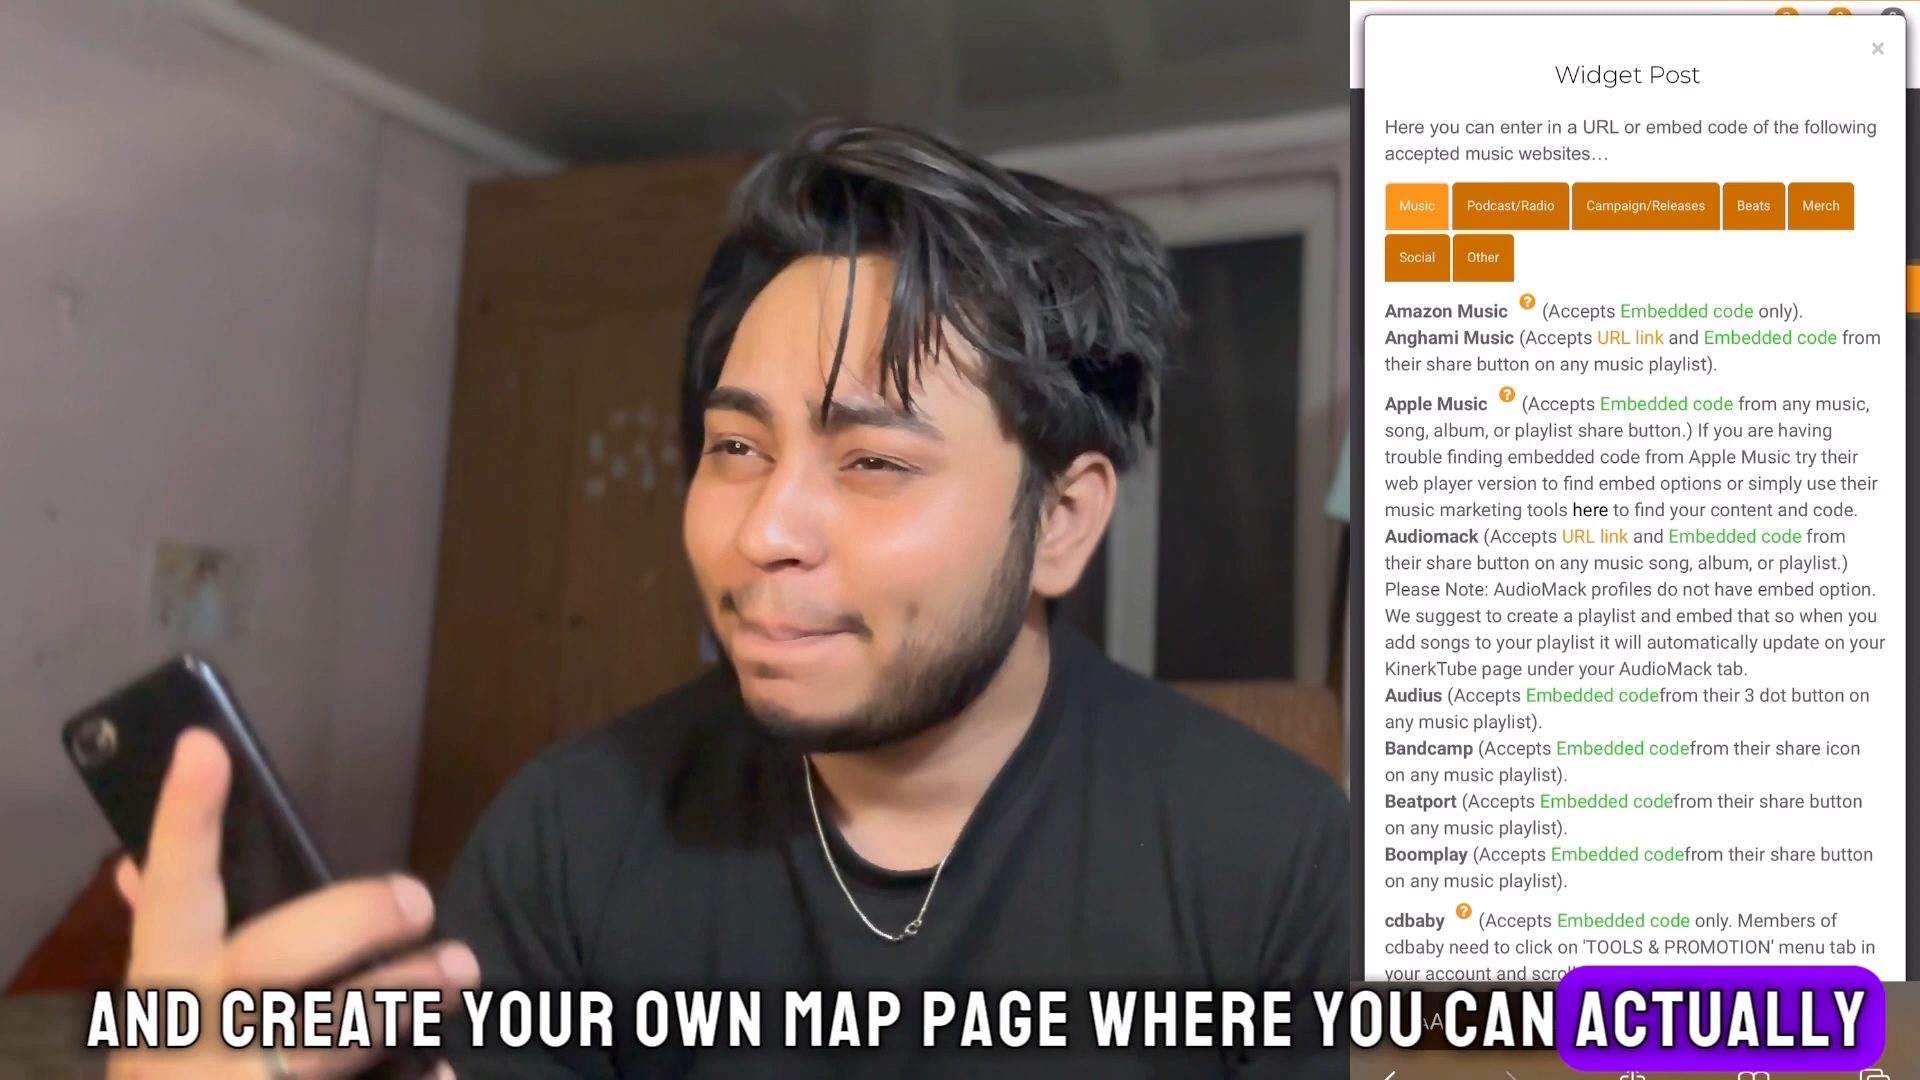 ×
Widget Post
Here you can enter in a URL or embed code of the following
accepted music websites…
Music Podcast/Radio Campaign/Releases Beats Merch
Social Other
Amazon Music ? (Accepts Embedded code only).
Anghami Music (Accepts URL link and Embedded code from
their share button on any music playlist).
Apple Music ? (Accepts Embedded code from any music,
song, album, or playlist share button.) If you are having
trouble finding embedded code from Apple Music try their
web player version to find embed options or simply use their
music marketing tools here to find your content and code.
Audiomack (Accepts URL link and Embedded code from
their share button on any music song, album, or playlist.)
Please Note: AudioMack profiles do not have embed option.
We suggest to create a playlist and embed that so when you
add songs to your playlist it will automatically update on your
KinerkTube page under your AudioMack tab.
Audius (Accepts Embedded codefrom their 3 dot button on
any music playlist).
Bandcamp (Accepts Embedded codefrom their share icon
on any music playlist).
Beatport (Accepts Embedded codefrom their share button
on any music playlist).
Boomplay (Accepts Embedded codefrom their share button
on any music playlist).
cdbaby ? (Accepts Embedded code only. Members of
cdbaby need to click on 'TOOLS & PROMOTION' menu tab in
your account and scroll
AND CREATE YOUR OWN MAP PAGE WHERE YOU CAN ACTUALLY